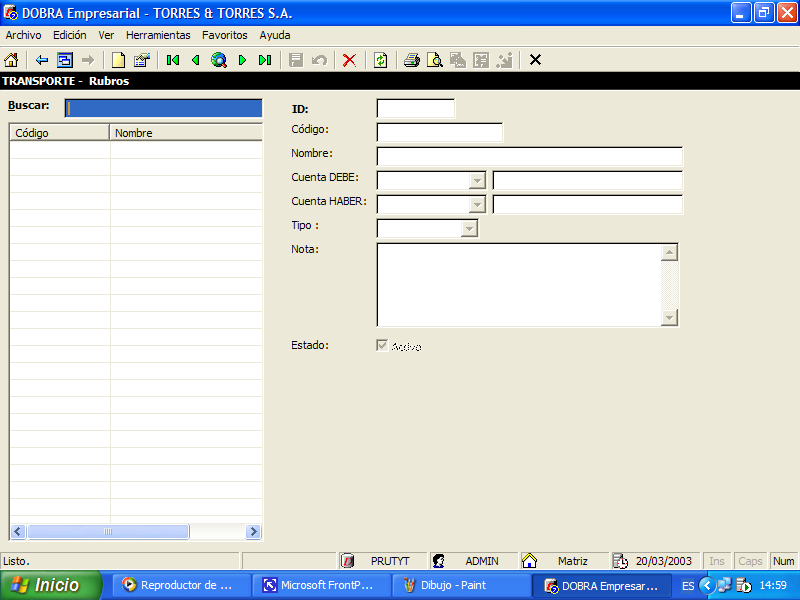 DOBRA Empresarial - TORRES & TORRES S.A.
Archivo Edición Ver Herramientas Favoritos Ayuda
TRANSPORTE - Rubros
Buscar:
Código Nombre
ID:
Código:
Nombre:
Cuenta DEBE:
Cuenta HABER:
Tipo :
Nota:
Estado: Activo
Listo. PRUTYT ADMIN Matriz 20/03/2003 Ins Caps Num
Inicio Reproductor de ... Microsoft FrontP... Dibujo - Paint DOBRA Empresar... ES 14:59